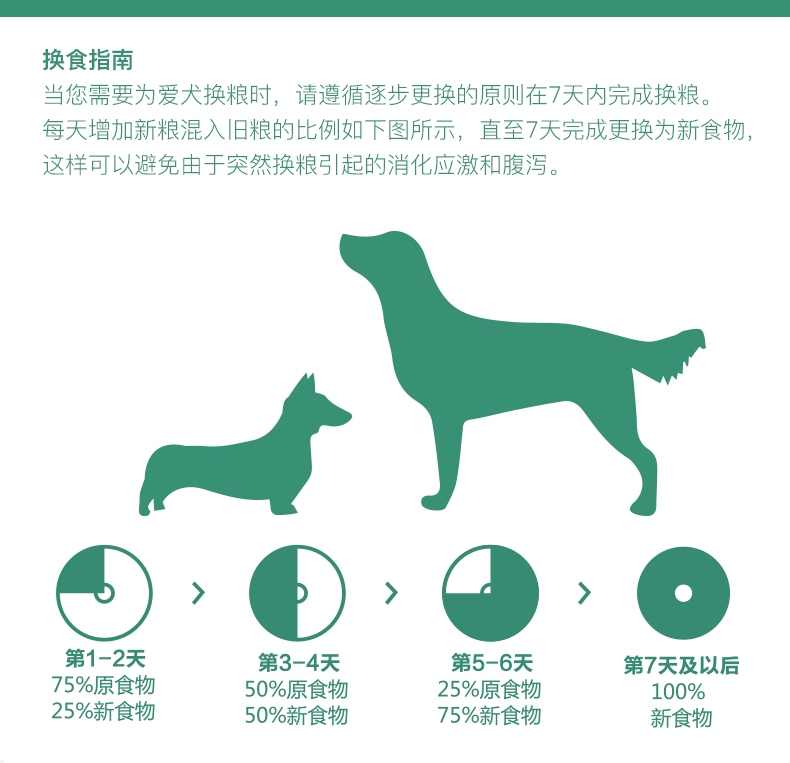 换食指南
当您需要为爱犬换粮时，请遵循逐步更换的原则在7天内完成换粮。
每天增加新粮混入旧粮的比例如下图所示，直至7天完成更换为新食物，
这样可以避免由于突然换粮引起的消化应激和腹泻。
第1-2天
75%原食物
25%新食物
第3-4天
50%原食物
50%新食物
第5-6天
25%原食物
75%新食物
第7天及以后
100%
新食物